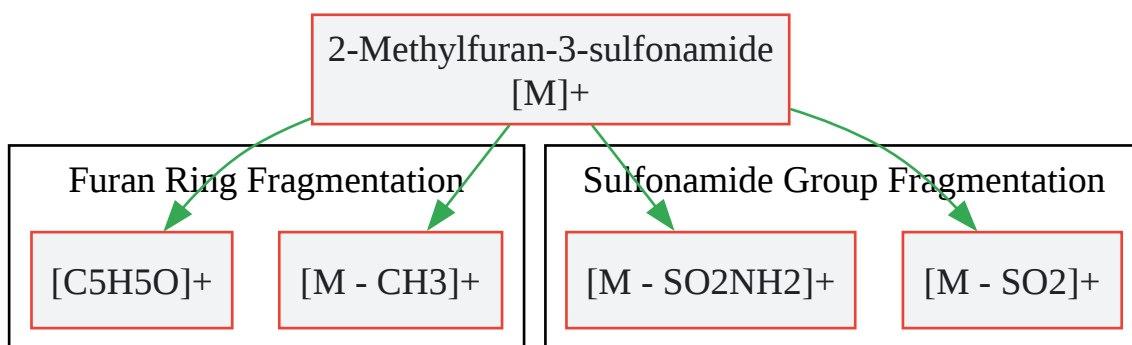 2-Methylfuran-3-sulfonamide
[M]+
Furan Ring Fragmentation
Sulfonamide Group Fragmentation
[C5H5O]+
[M - CH3]+
[M - SO2NH2]+
[M - SO2]+